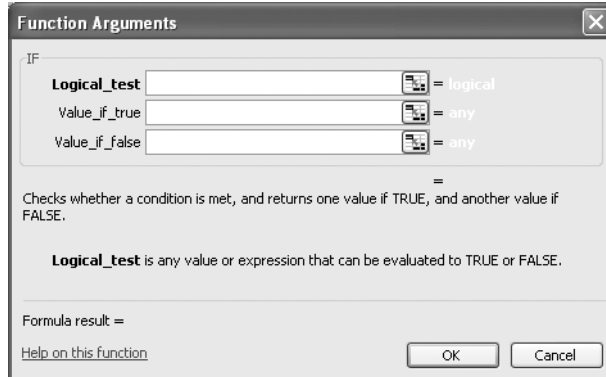 Function Arguments
IF
Logical_test = logical
Value_if_true = any
Value_if_false = any
=
Checks whether a condition is met, and returns one value if TRUE, and another value if
FALSE.
Logical_test is any value or expression that can be evaluated to TRUE or FALSE.
Formula result =
Help on this function OK Cancel